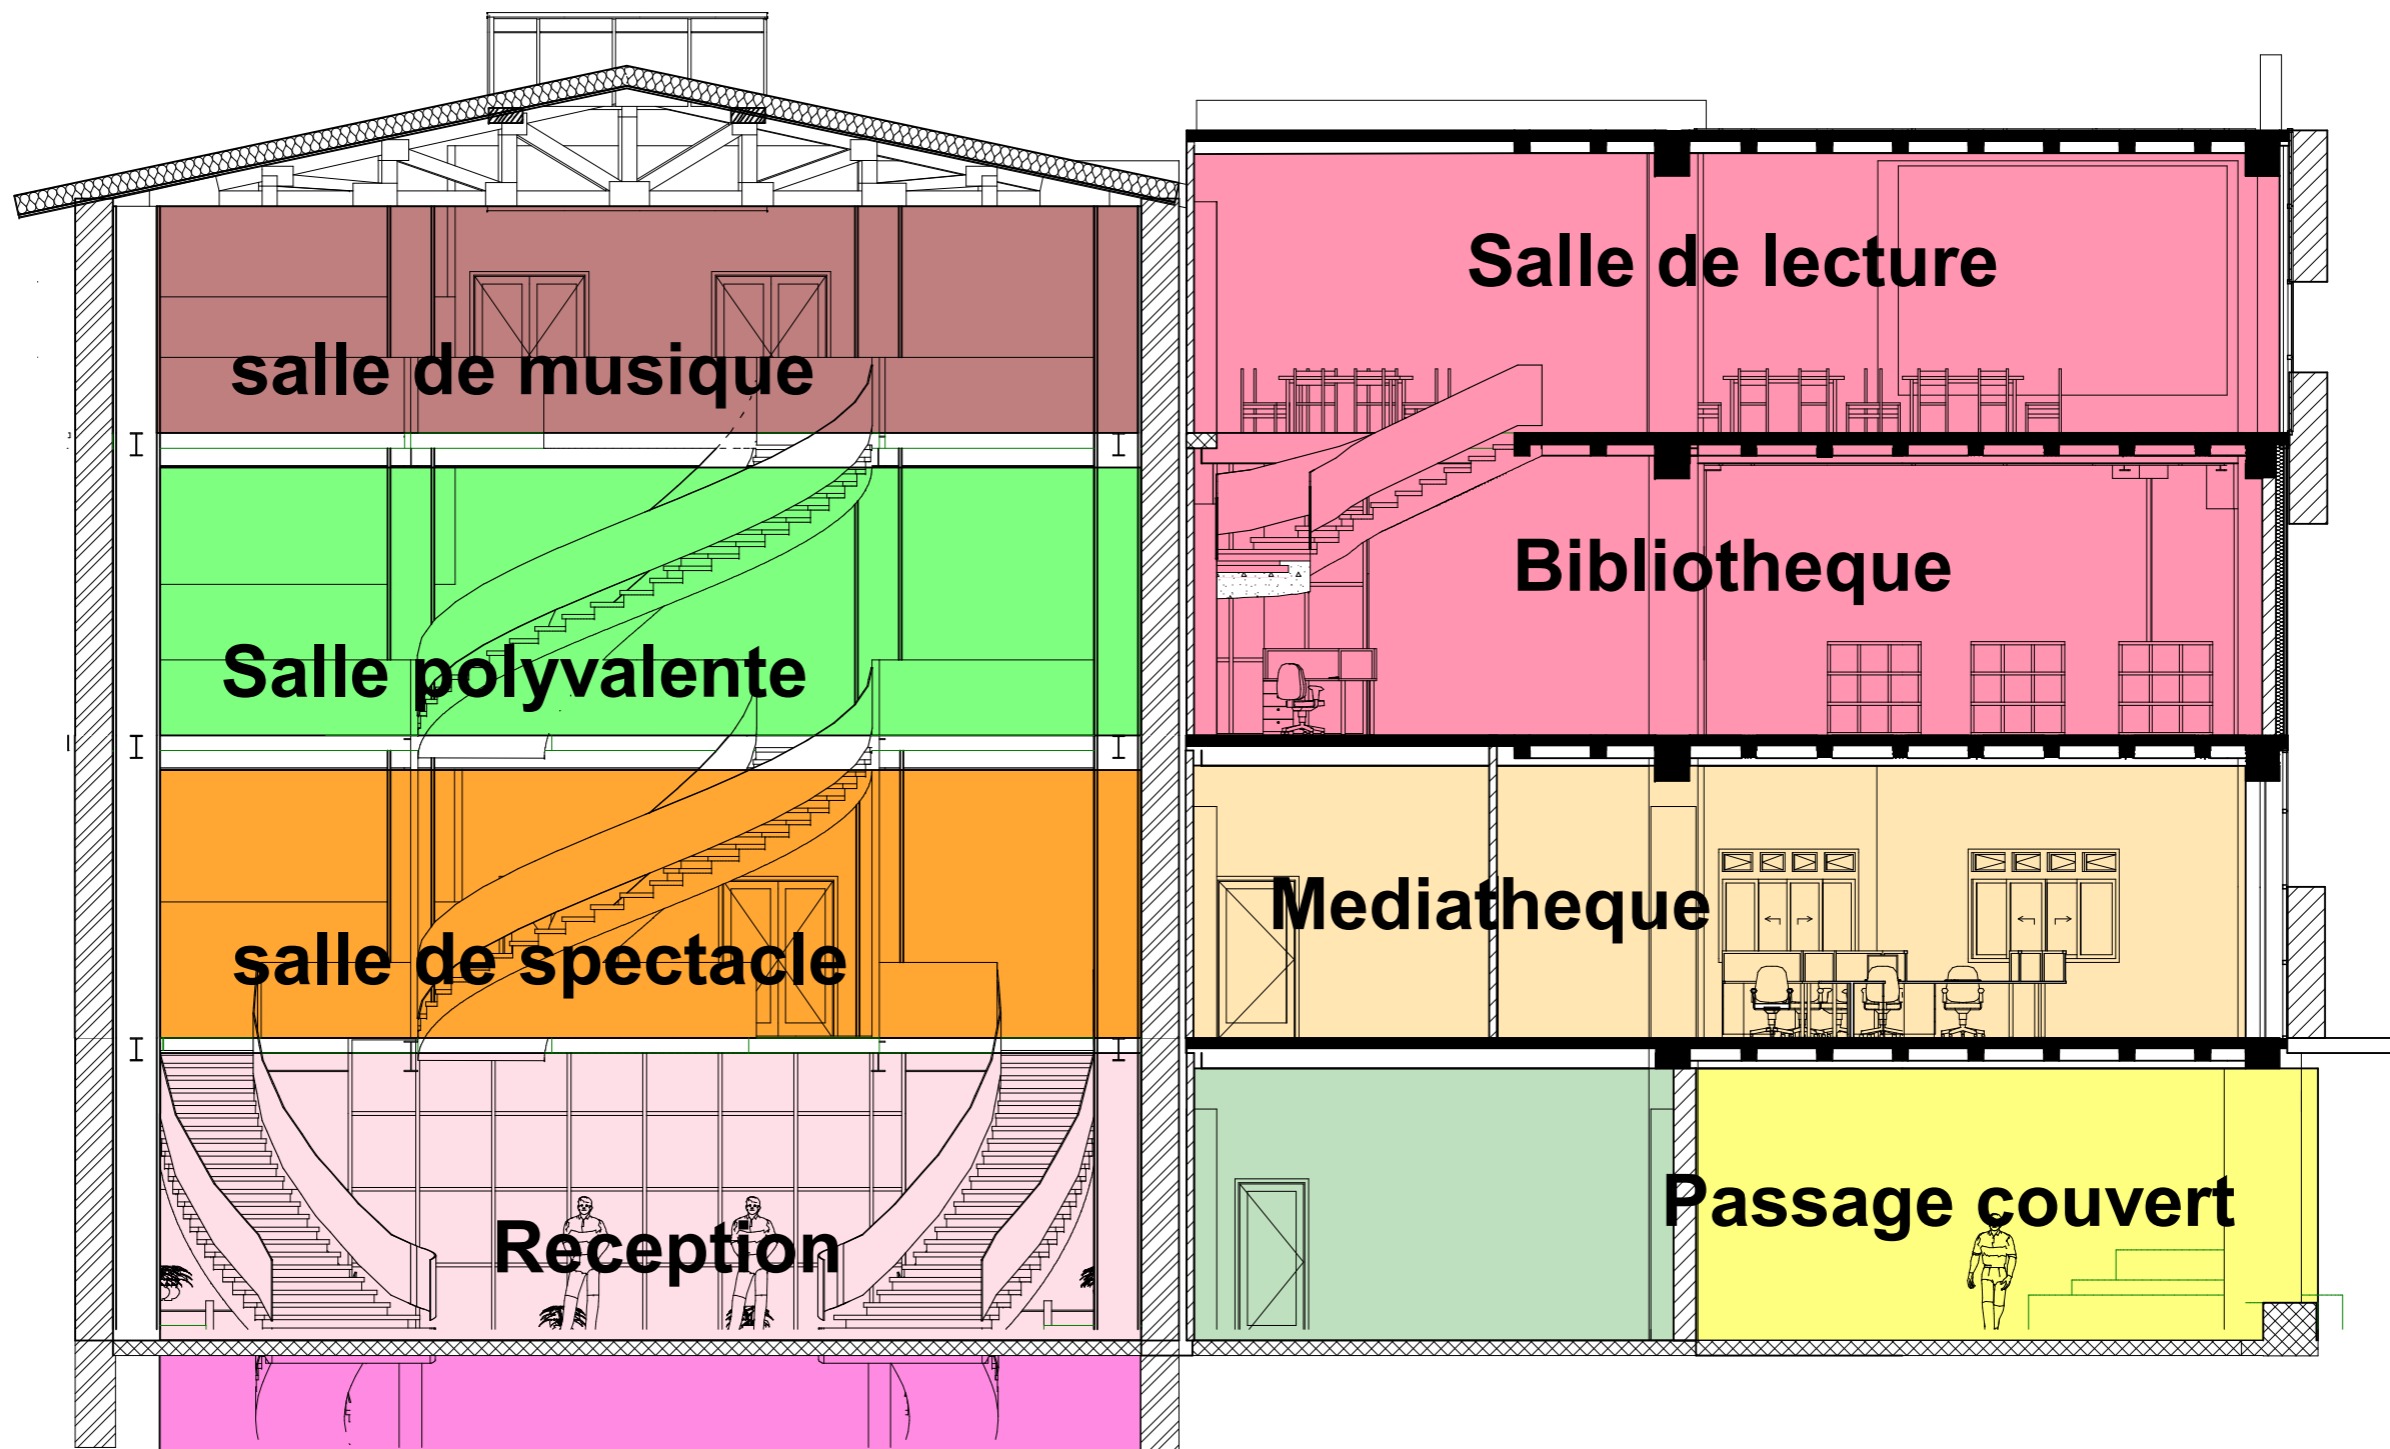 salle de musique
Salle polyvalente
salle de spectacle
Reception
Salle de lecture
Bibliotheque
Mediatheque
Passage couvert